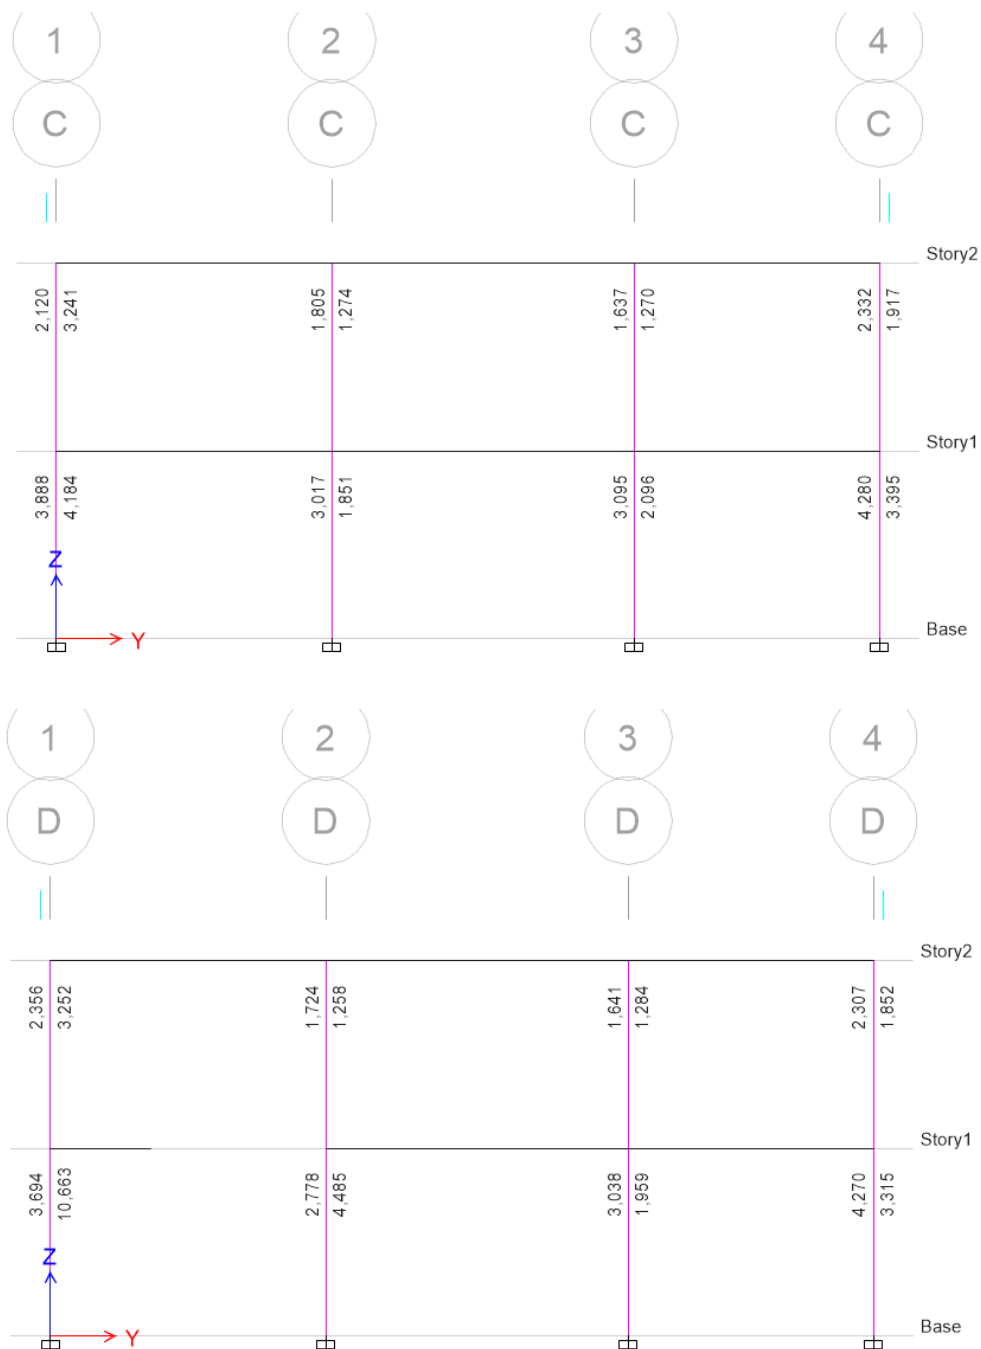 1 2 3 4
C C C C
Story2
2,120 3,241 1,805 1,274 1,637 1,270 2,332 1,917
Story1
3,888 4,184 3,017 1,851 3,095 2,096 4,280 3,395
Z
Y
Base
1 2 3 4
D D D D
Story2
2,356 3,252 1,724 1,258 1,641 1,284 2,307 1,852
Story1
3,694 10,663 2,778 4,485 3,038 1,959 4,270 3,315
Z
Y
Base